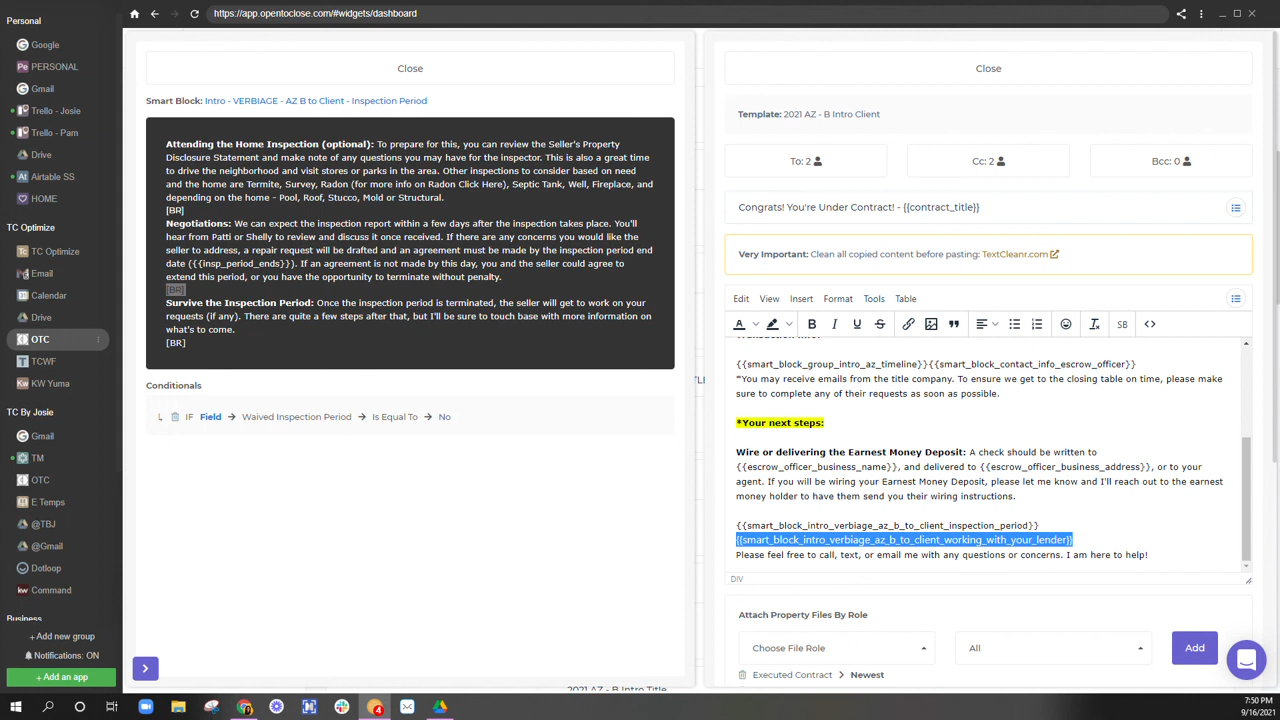 https://app.opentoclose.com/#widgets/dashboard
Personal
Google
Pe PERSONAL
Gmail
Trello - Josie
Trello - Pam
Drive
At Airtable SS
HOME
TC Optimize
TC Optimize
Email
Calendar
Drive
OTC
TCWF
KW Yuma
TC By Josie
Gmail
TM
OTC
E Temps
@TBJ
@Gmail
Dotloop
kw Command
Business
+ Add new group
Notifications: ON
+ Add an app
Close
Smart Block: Intro - VERBIAGE - AZ B to Client - Inspection Period
Attending the Home Inspection (optional): To prepare for this, you can review the Seller's Property
Disclosure Statement and make note of any questions you may have for the inspector. This is also a great time
to drive the neighborhood and visit stores or parks in the area. Other inspections to consider based on need
and the home are Termite, Survey, Radon (for more info on Radon Click Here), Septic Tank, Well, Fireplace, and
depending on the home - Pool, Roof, Stucco, Mold or Structural.
[BR]
Negotiations: We can expect the inspection report within a few days after the inspection takes place. You'll
hear from Patti or Shelly to review and discuss it once received. If there are any concerns you would like the
seller to address, a repair request will be drafted and an agreement must be made by the inspection period end
date {{{insp_period_ends}}}. If an agreement is not made by this day, you and the seller could agree to
extend this period, or you have the opportunity to terminate without penalty.
[BR]
Survive the Inspection Period: Once the inspection period is terminated, the seller will get to work on your
requests (if any). There are quite a few steps after that, but I'll be sure to touch base with more information on
what's to come.
[BR]
Conditionals
IF Field → Waived Inspection Period → Is Equal To → No
2021 AZ - B Intro Title
Close
Template: 2021 AZ - B Intro Client
To: 2
Cc: 2
Bcc: 0
Congrats! You're Under Contract! - {{contract_title}}
Very Important: Clean all copied content before pasting: TextCleanr.com
Edit View Insert Format Tools Table
A B I U S SB
{{smart_block_group_intro_az_timeline}}{{smart_block_contact_info_escrow_officer}}
*You may receive emails from the title company. To ensure we get to the closing table on time, please make
sure to complete any of their requests as soon as possible.
*Your next steps:
Wire or delivering the Earnest Money Deposit: A check should be written to
{{escrow_officer_business_name}}, and delivered to {{escrow_officer_business_address}}, or to your
agent. If you will be wiring your Earnest Money Deposit, please let me know and I'll reach out to the earnest
money holder to have them send you their wiring instructions.
{{smart_block_intro_verbiage_az_b_to_client_inspection_period}}
{{smart_block_intro_verbiage_az_b_to_client_working_with_your_lender}}
Please feel free to call, text, or email me with any questions or concerns. I am here to help!
DIV
Attach Property Files By Role
Choose File Role
All
Add
Executed Contract > Newest
4
7:50 PM
9/16/2021